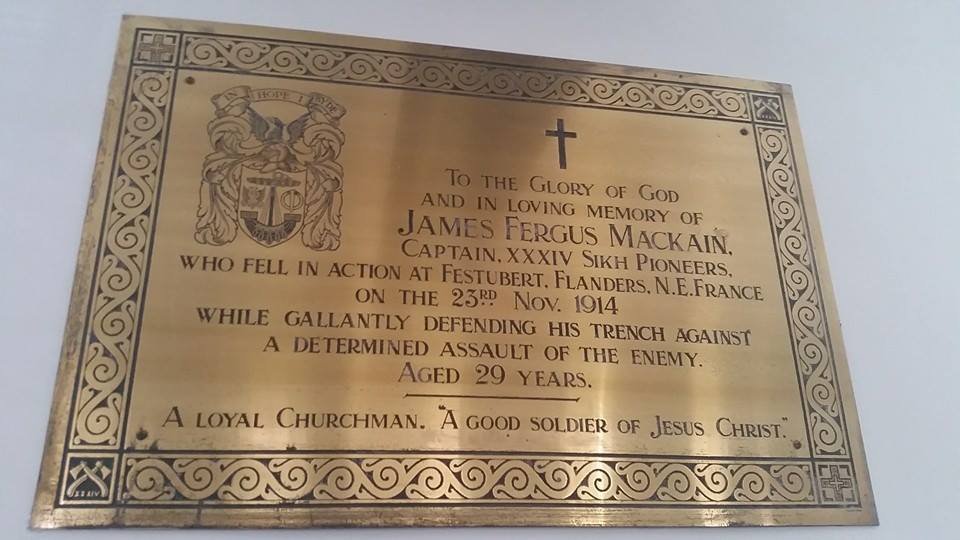 IN HOPE I BYDE
TO THE GLORY OF GOD
AND IN LOVING MEMORY OF
JAMES FERGUS MACKAIN,
CAPTAIN, XXXIV SIKH PIONEERS,
WHO FELL IN ACTION AT FESTUBERT, FLANDERS, N.E. FRANCE
ON THE 23RD NOV. 1914
WHILE GALLANTLY DEFENDING HIS TRENCH AGAINST
A DETERMINED ASSAULT OF THE ENEMY.
AGED 29 YEARS.
A LOYAL CHURCHMAN. "A GOOD SOLDIER OF JESUS CHRIST."
XXXIV